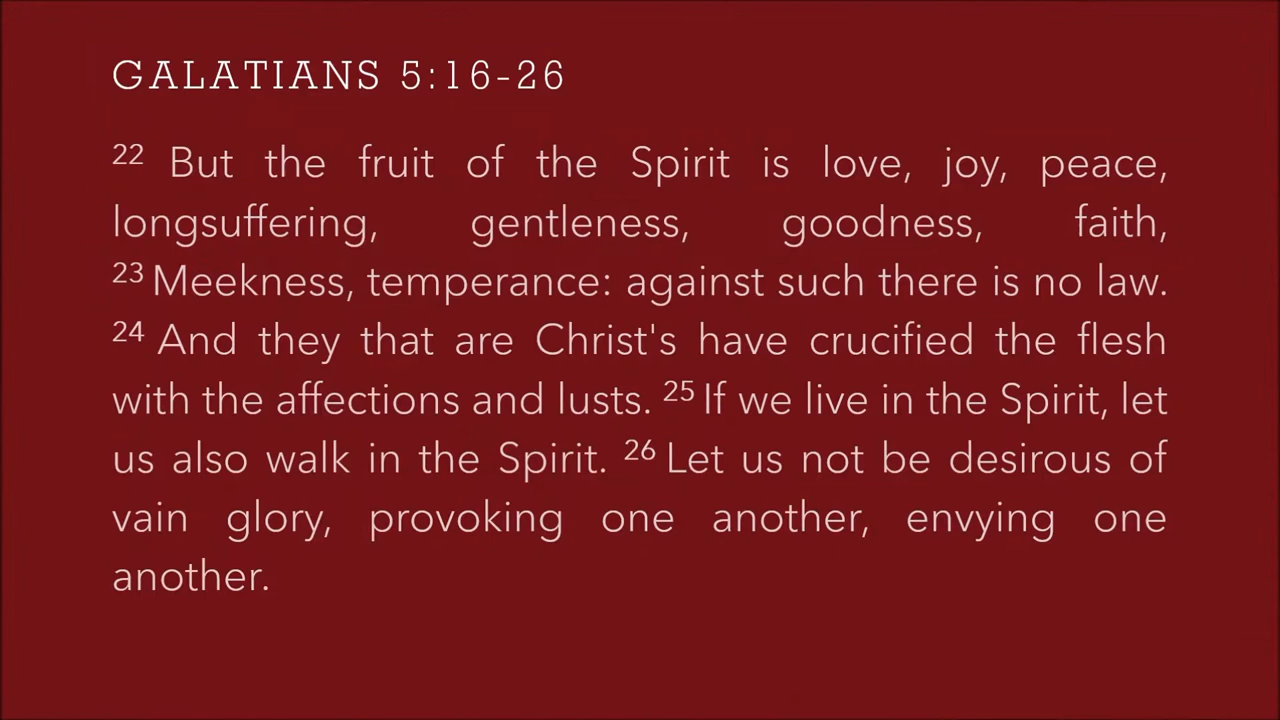 GALATIANS 5:16-26
22 But the fruit of the Spirit is love, joy, peace,
longsuffering, gentleness, goodness, faith,
23 Meekness, temperance: against such there is no law.
24 And they that are Christ's have crucified the flesh
with the affections and lusts. 25 If we live in the Spirit, let
us also walk in the Spirit. 26 Let us not be desirous of
vain glory, provoking one another, envying one
another.